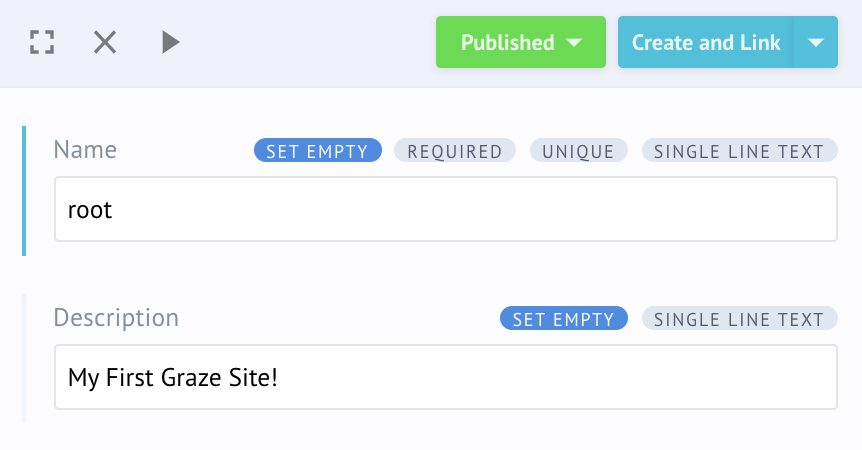 Published Create and Link
Name SET EMPTY REQUIRED UNIQUE SINGLE LINE TEXT
root
Description SET EMPTY SINGLE LINE TEXT
My First Graze Site!